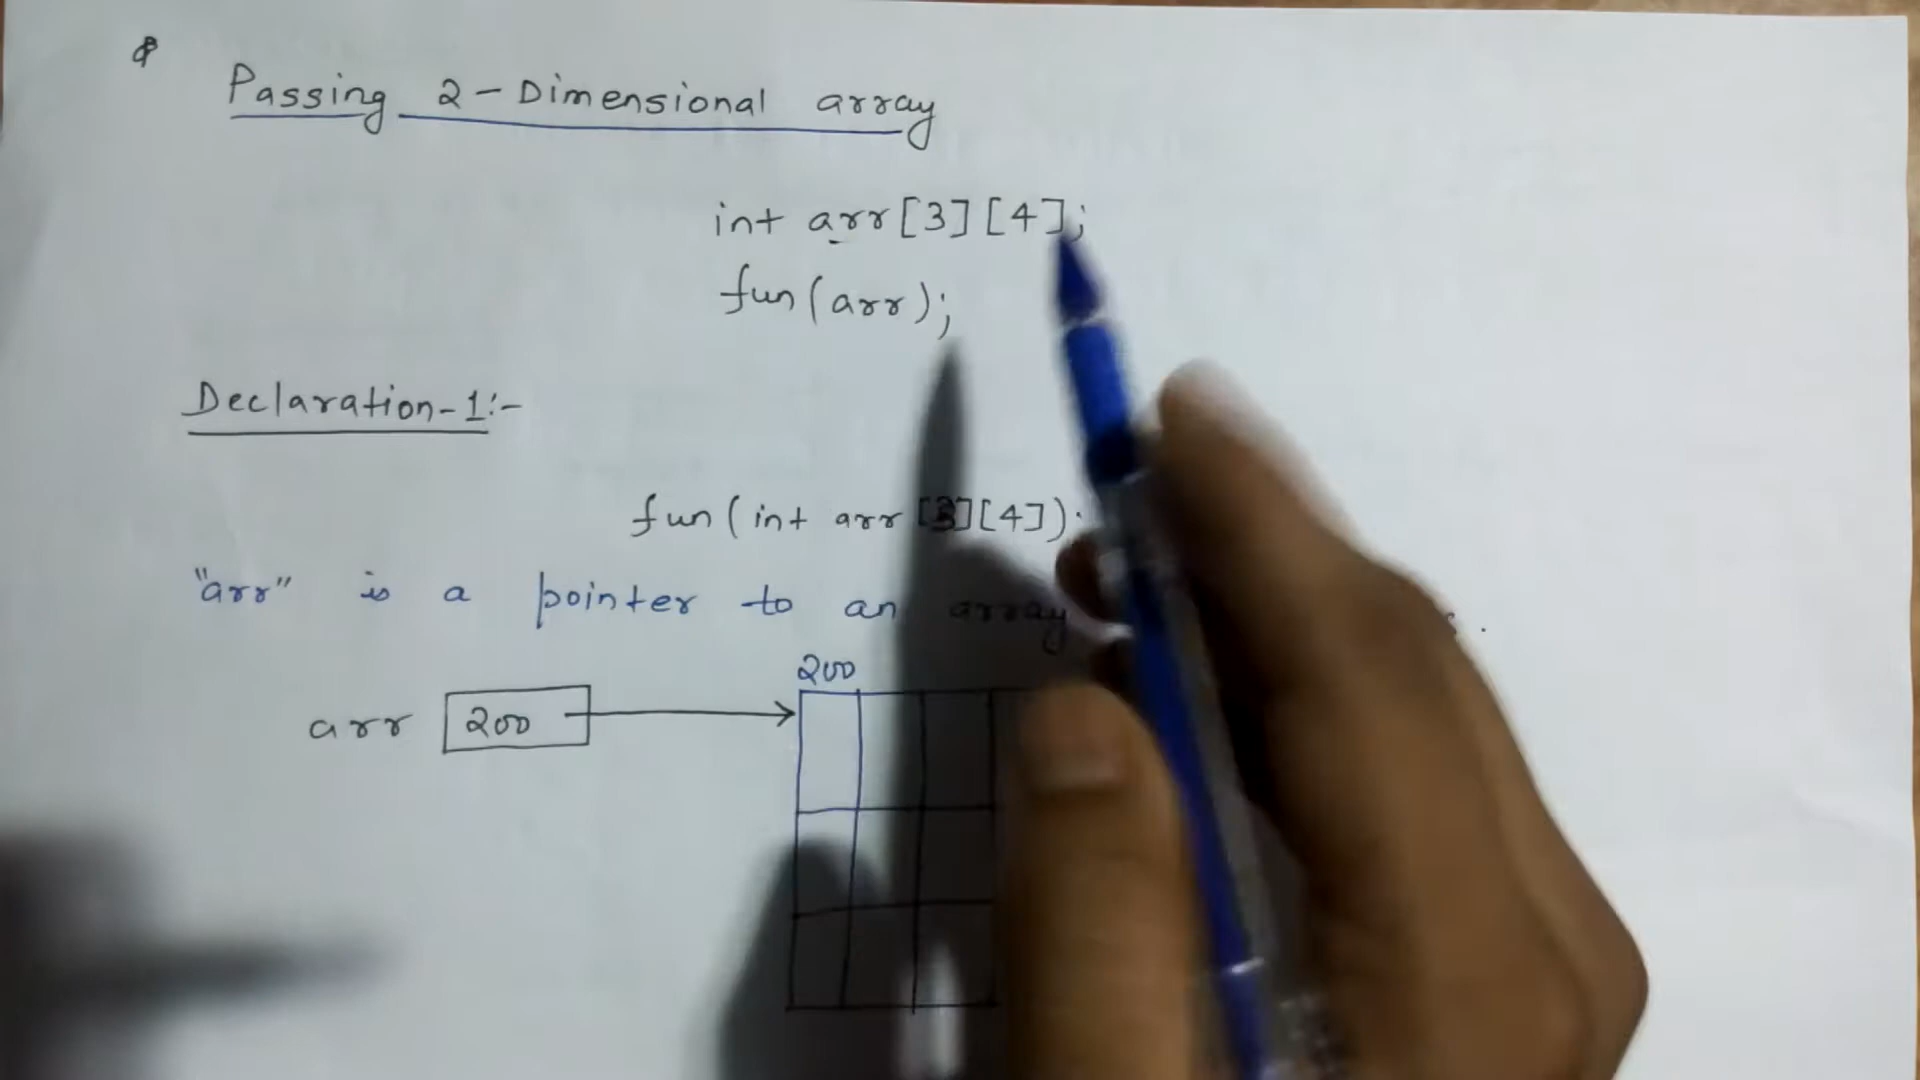 Passing 2-Dimensional array
int arr[3][4];
fun(arr);
Declaration-1:-
fun(int arr[3][4])
"arr" is a pointer to an array
200
arr 200